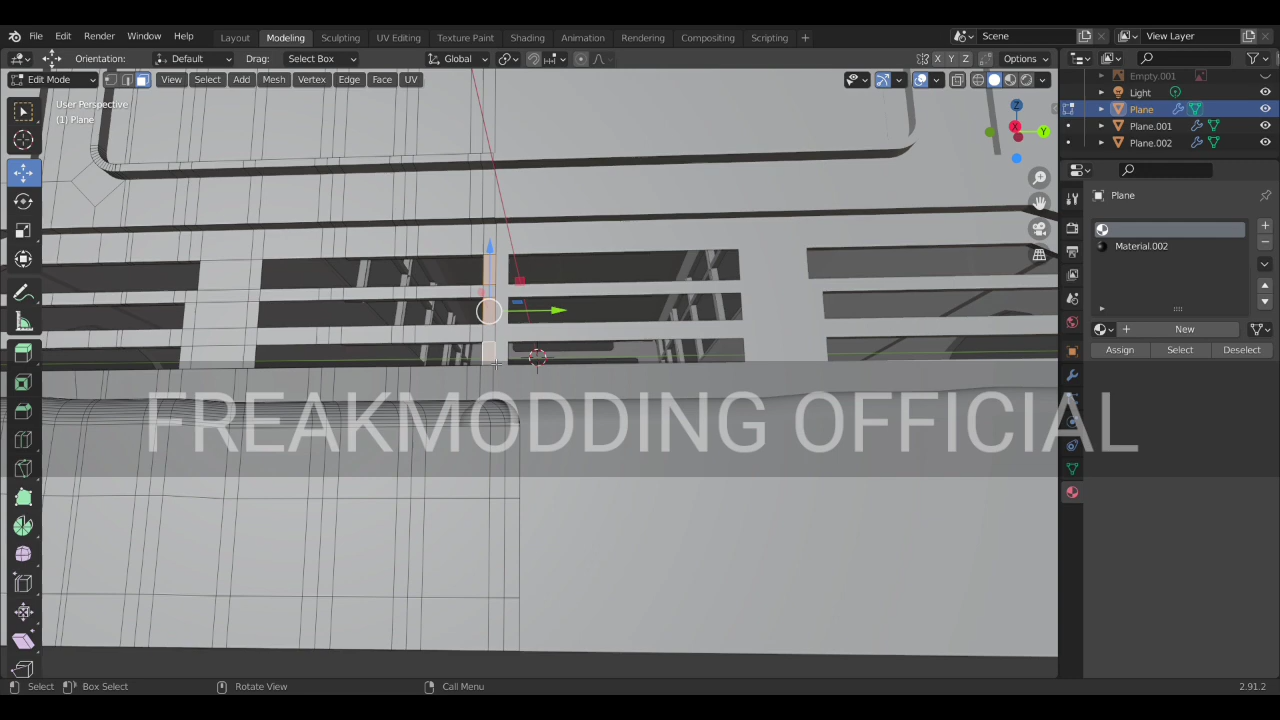 File Edit Render Window Help Layout Modeling Sculpting UV Editing Texture Paint Shading Animation Rendering Compositing Scripting + Scene View Layer
Orientation: Default Drag: Select Box Global X Y Z Options
Edit Mode View Select Add Mesh Vertex Edge Face UV
Empty.001
Light
Plane
Plane.001
Plane.002
User Perspective
(1) Plane
Z
X
Y
Plane
Material.002
New
Assign Select Deselect
FREAKMODDING OFFICIAL
Select Box Select Rotate View Call Menu 2.91.2